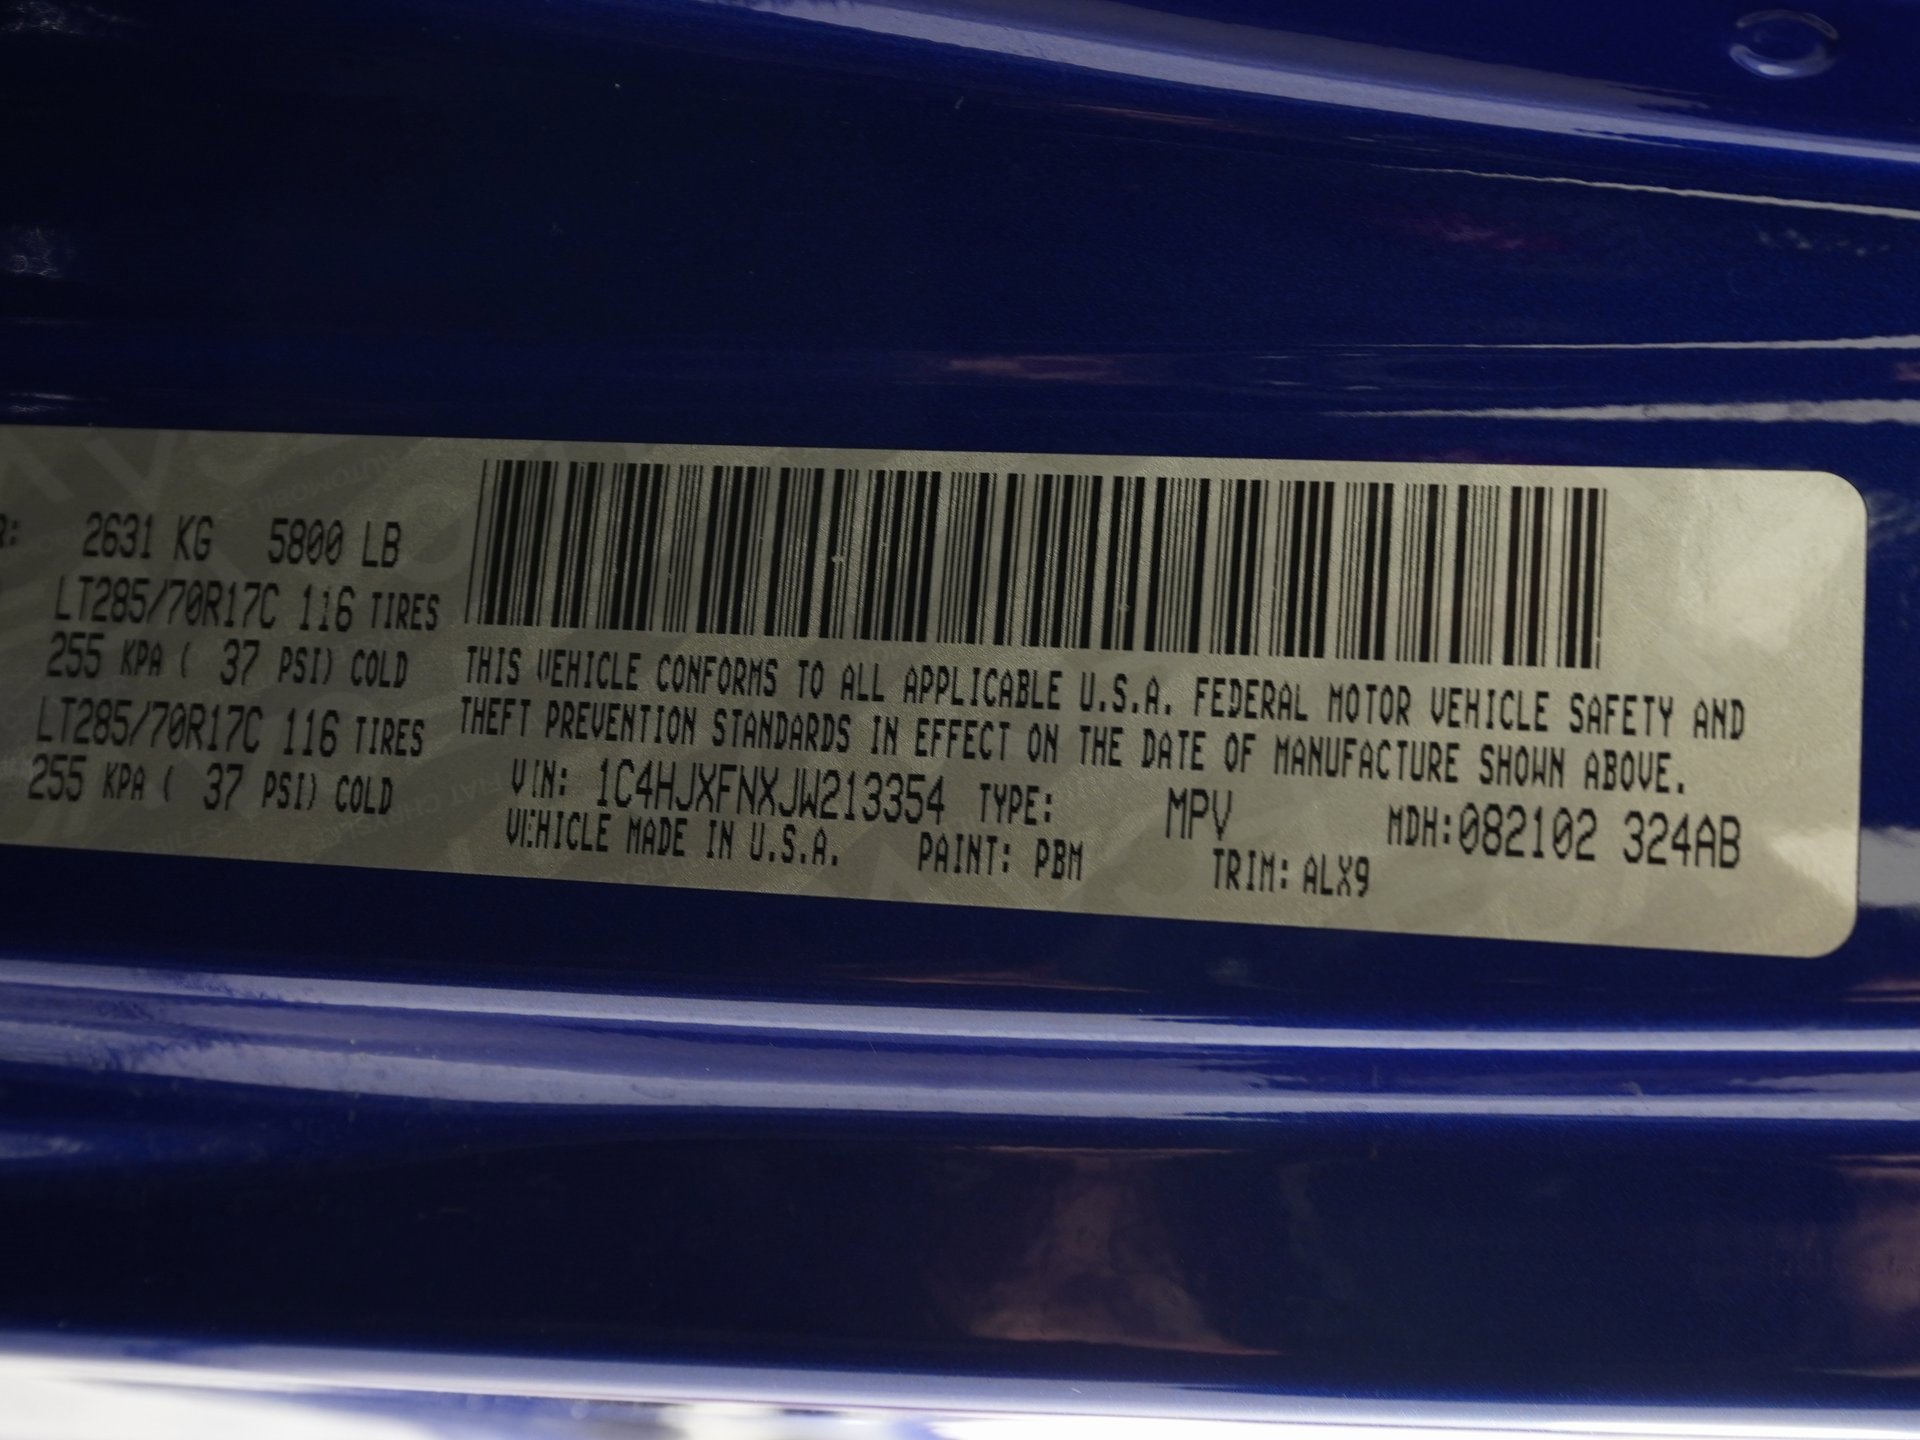 R: 2631 KG 5800 LB
LT285/70R17C 116 TIRES
255 KPA ( 37 PSI) COLD
LT285/70R17C 116 TIRES
255 KPA ( 37 PSI) COLD
THIS VEHICLE CONFORMS TO ALL APPLICABLE U.S.A. FEDERAL MOTOR VEHICLE SAFETY AND
THEFT PREVENTION STANDARDS IN EFFECT ON THE DATE OF MANUFACTURE SHOWN ABOVE.
VIN: 1C4HJXFNXJW213354 TYPE: MPV MDH:082102 324AB
VEHICLE MADE IN U.S.A. PAINT: PBM TRIM: ALX9